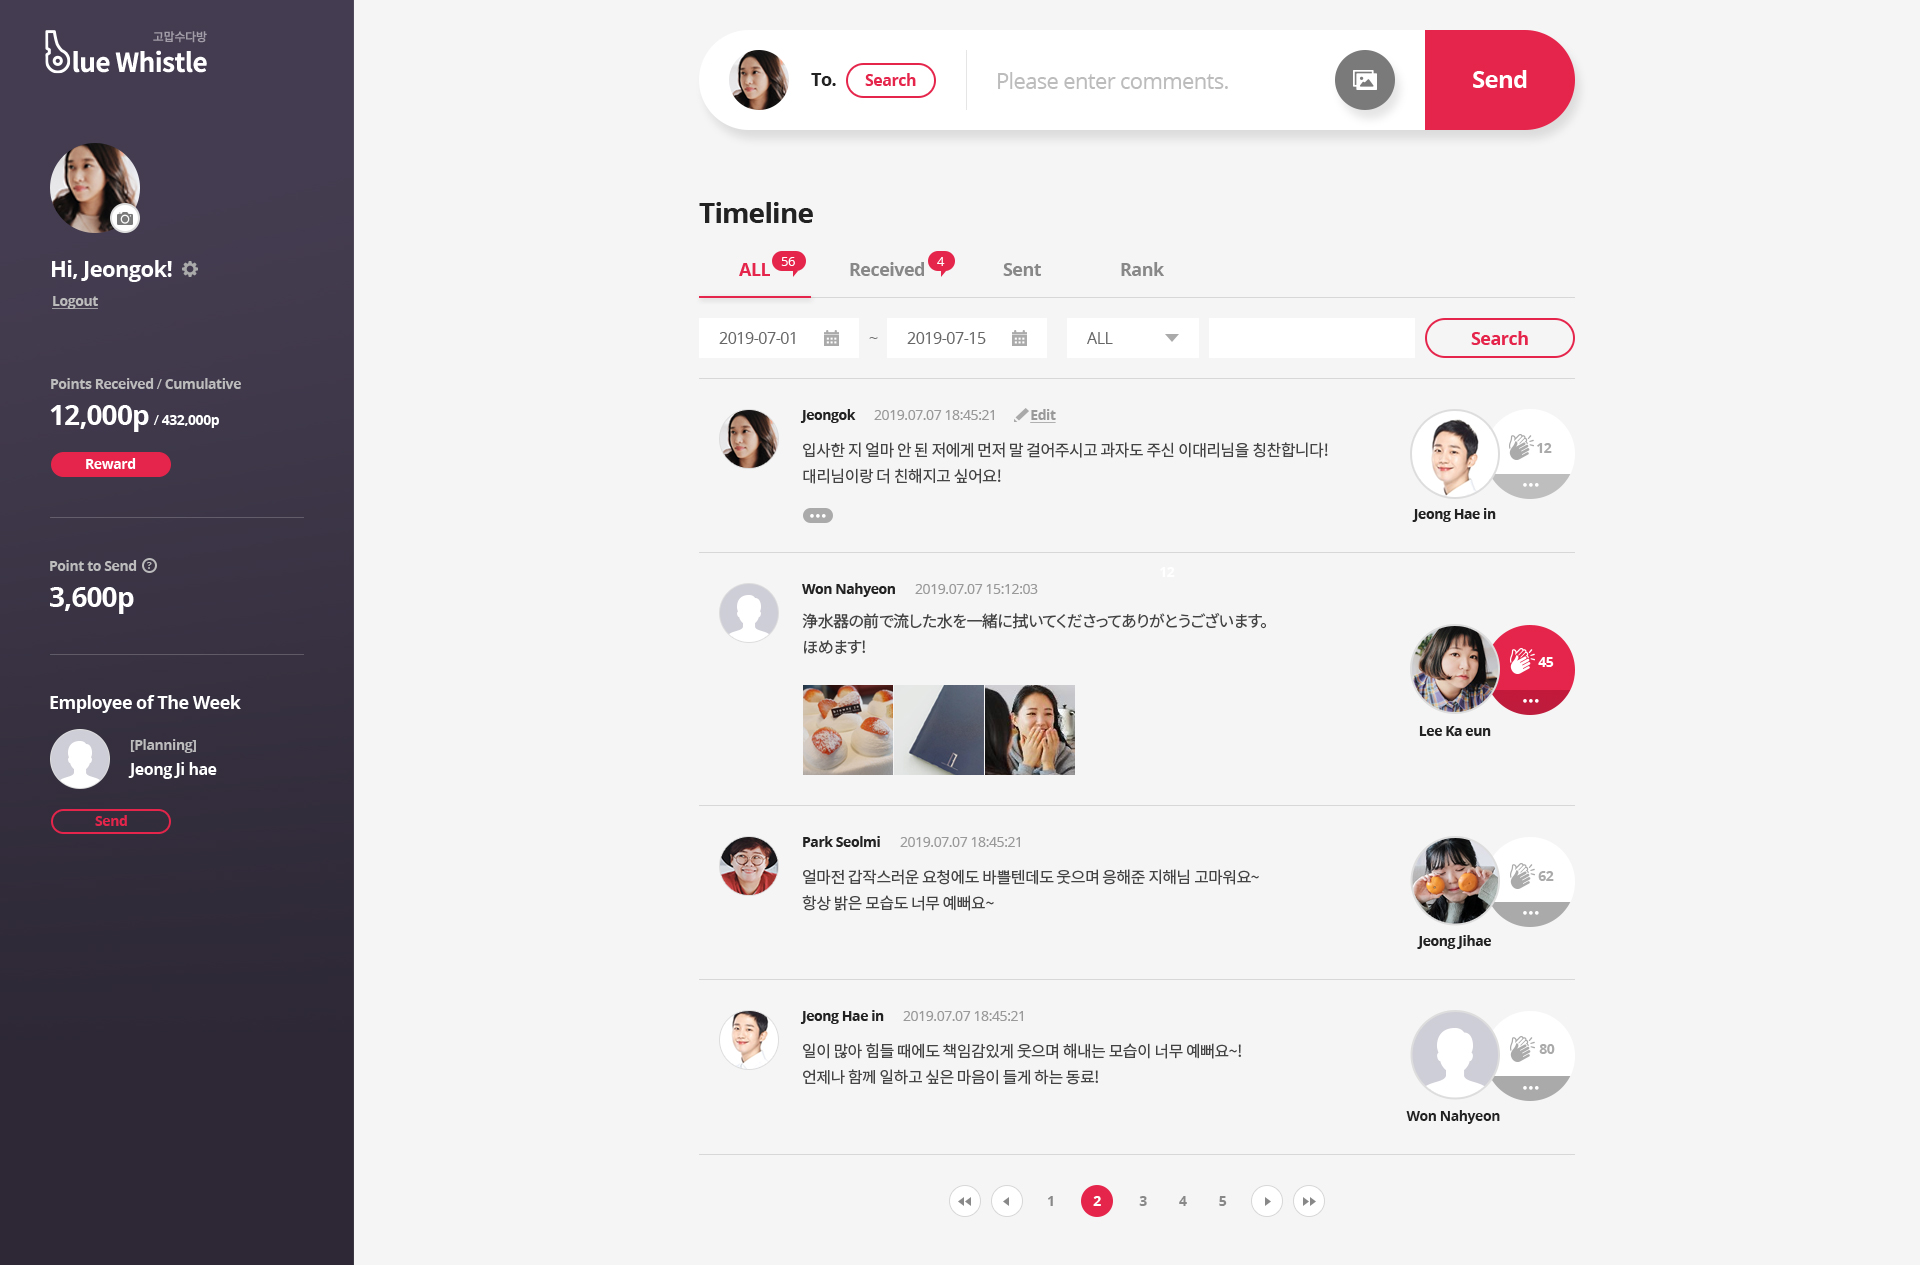 고맙수다방
Blue Whistle
Hi, Jeongok!
Logout
Points Received / Cumulative
12,000p / 432,000p
Reward
Point to Send ?
3,600p
Employee of The Week
[Planning]
Jeong Ji hae
Send
To. Search
Please enter comments.
Send
Timeline
ALL 56 Received 4 Sent Rank
2019-07-01 ~ 2019-07-15 ALL Search
Jeongok 2019.07.07 18:45:21 Edit
입사한 지 얼마 안 된 저에게 먼저 말 걸어주시고 과자도 주신 이대리님을 칭찬합니다!
대리님이랑 더 친해지고 싶어요!
12
Jeong Hae in
12
Won Nahyeon 2019.07.07 15:12:03
浄水器の前で流した水を一緒に拭いてくださってありがとうございます。
ほめます!
45
Lee Ka eun
Park Seolmi 2019.07.07 18:45:21
얼마전 갑작스러운 요청에도 바쁠텐데도 웃으며 응해준 지해님 고마워요~
항상 밝은 모습도 너무 예뻐요~
62
Jeong Jihae
Jeong Hae in 2019.07.07 18:45:21
일이 많아 힘들 때에도 책임감있게 웃으며 해내는 모습이 너무 예뻐요~!
언제나 함께 일하고 싶은 마음이 들게 하는 동료!
80
Won Nahyeon
1 2 3 4 5